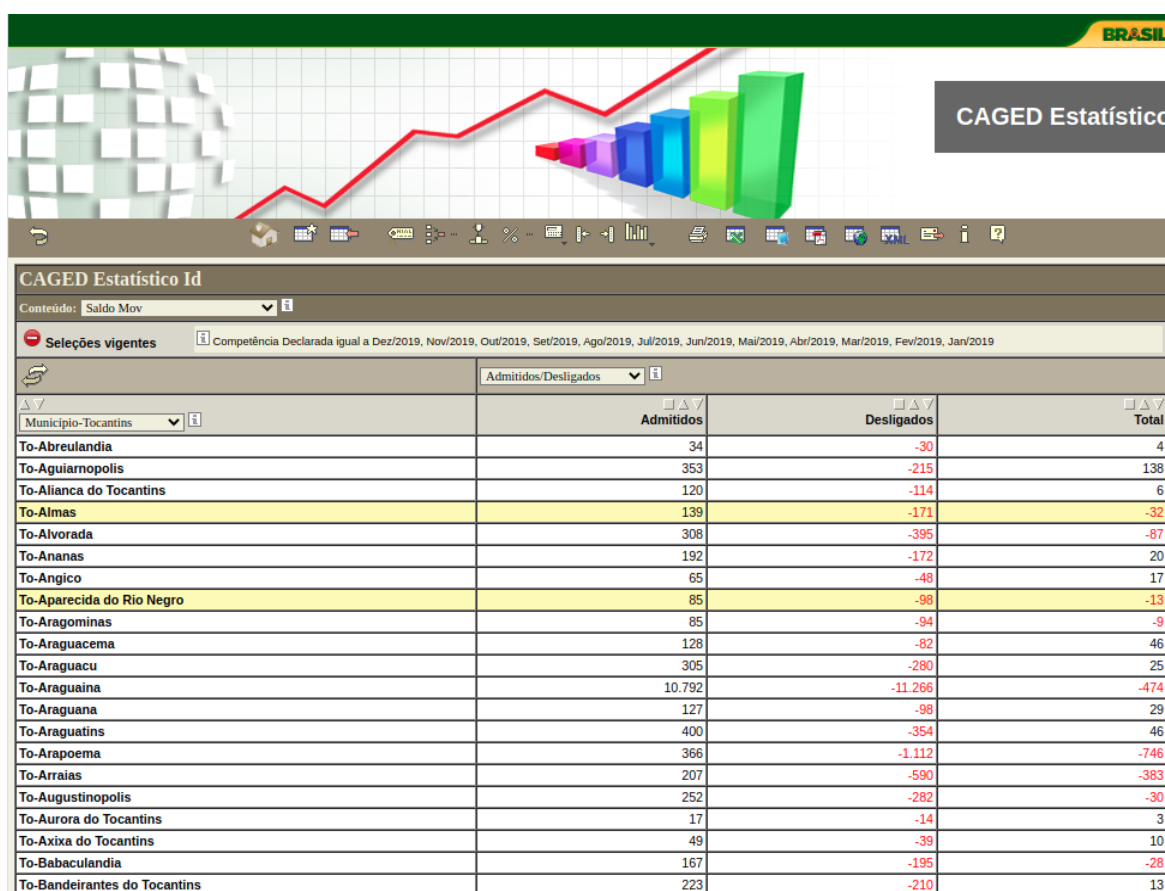 BRASIL
CAGED Estatístico
XML
CAGED Estatístico Id
Conteúdo: Saldo Mov
Seleções vigentes Competência Declarada igual a Dez/2019, Nov/2019, Out/2019, Set/2019, Ago/2019, Jul/2019, Jun/2019, Mai/2019, Abr/2019, Mar/2019, Fev/2019, Jan/2019
Admitidos/Desligados
Município-Tocantins Admitidos Desligados Total
To-Abreulandia 34 -30 4
To-Aguiarnopolis 353 -215 138
To-Alianca do Tocantins 120 -114 6
To-Almas 139 -171 -32
To-Alvorada 308 -395 -87
To-Ananas 192 -172 20
To-Angico 65 -48 17
To-Aparecida do Rio Negro 85 -98 -13
To-Aragominas 85 -94 -9
To-Araguacema 128 -82 46
To-Araguacu 305 -280 25
To-Araguaina 10.792 -11.266 -474
To-Araguana 127 -98 29
To-Araguatins 400 -354 46
To-Arapoema 366 -1.112 -746
To-Arraias 207 -590 -383
To-Augustinopolis 252 -282 -30
To-Aurora do Tocantins 17 -14 3
To-Axixa do Tocantins 49 -39 10
To-Babaculandia 167 -195 -28
To-Bandeirantes do Tocantins 223 -210 13